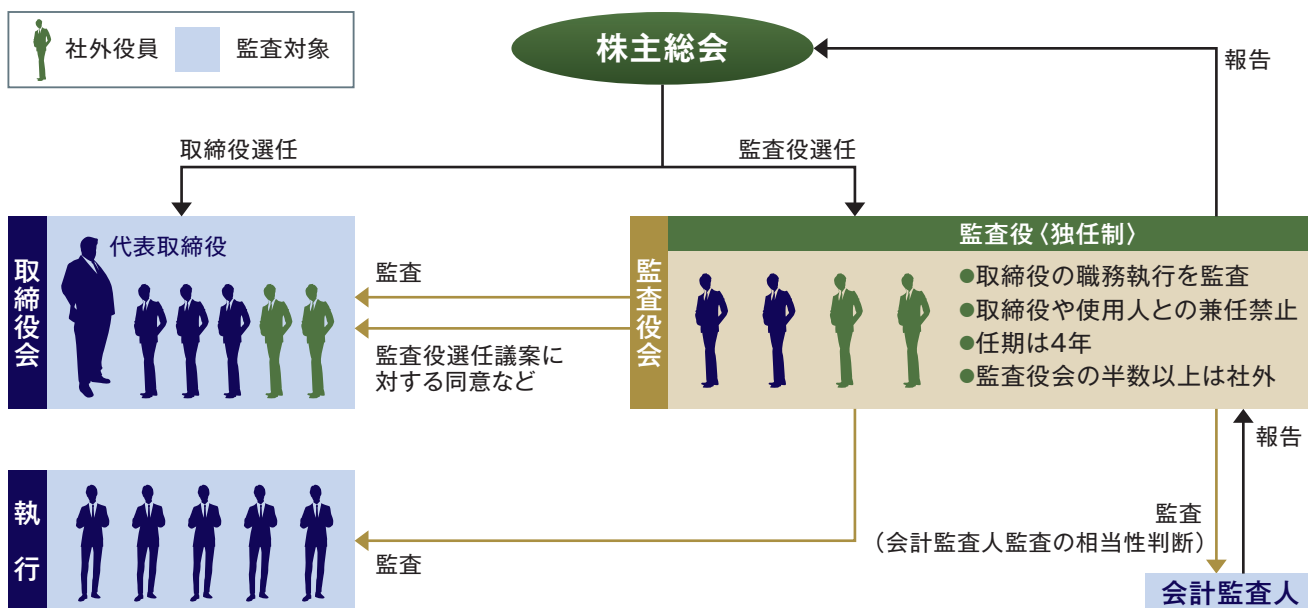 社外役員
監査対象
株主総会
報告
取締役選任
監査役選任
取締役会
代表取締役
監査
監査役選任議案に
対する同意など
監査役会
監査役〈独任制〉
●取締役の職務執行を監査
●取締役や使用人との兼任禁止
●任期は4年
●監査役会の半数以上は社外
報告
執行
監査
監査
(会計監査人監査の相当性判断)
会計監査人